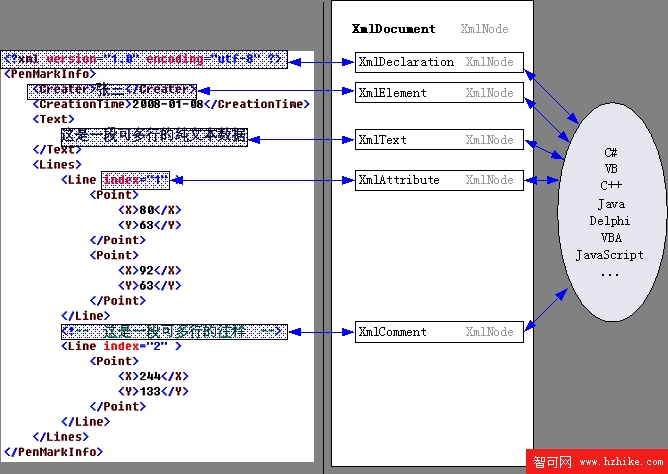 <?xml version="1.0" encoding="utf-8" ?>
<PenMarkInfo>
<Creater>张三</Creater>
<CreationTime>2008-01-08</CreationTime>
<Text>
这是一段可多行的纯文本数据
</Text>
<Lines>
<Line index="1" >
<Point>
<X>80</X>
<Y>63</Y>
</Point>
<Point>
<X>92</X>
<Y>63</Y>
</Point>
</Line>
<!-- 这是一段可多行的注释 -->
<Line index="2" >
<Point>
<X>244</X>
<Y>133</Y>
</Point>
</Line>
</Lines>
</PenMarkInfo>
XmlDocument XmlNode
XmlDeclaration XmlNode
XmlElement XmlNode
XmlText XmlNode
XmlAttribute XmlNode
XmlComment XmlNode
C#
VB
C++
Java
Delphi
VBA
JavaScript
...
智可网 www.hzhike.com